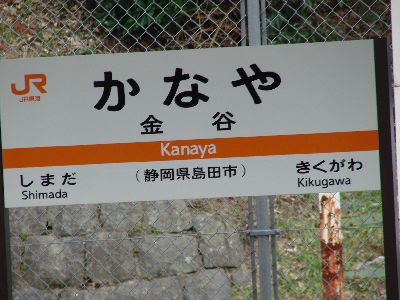 JR
JR東海
かなや
金谷
Kanaya
しまだ
Shimada
(静岡県島田市)
きくがわ
Kikugawa